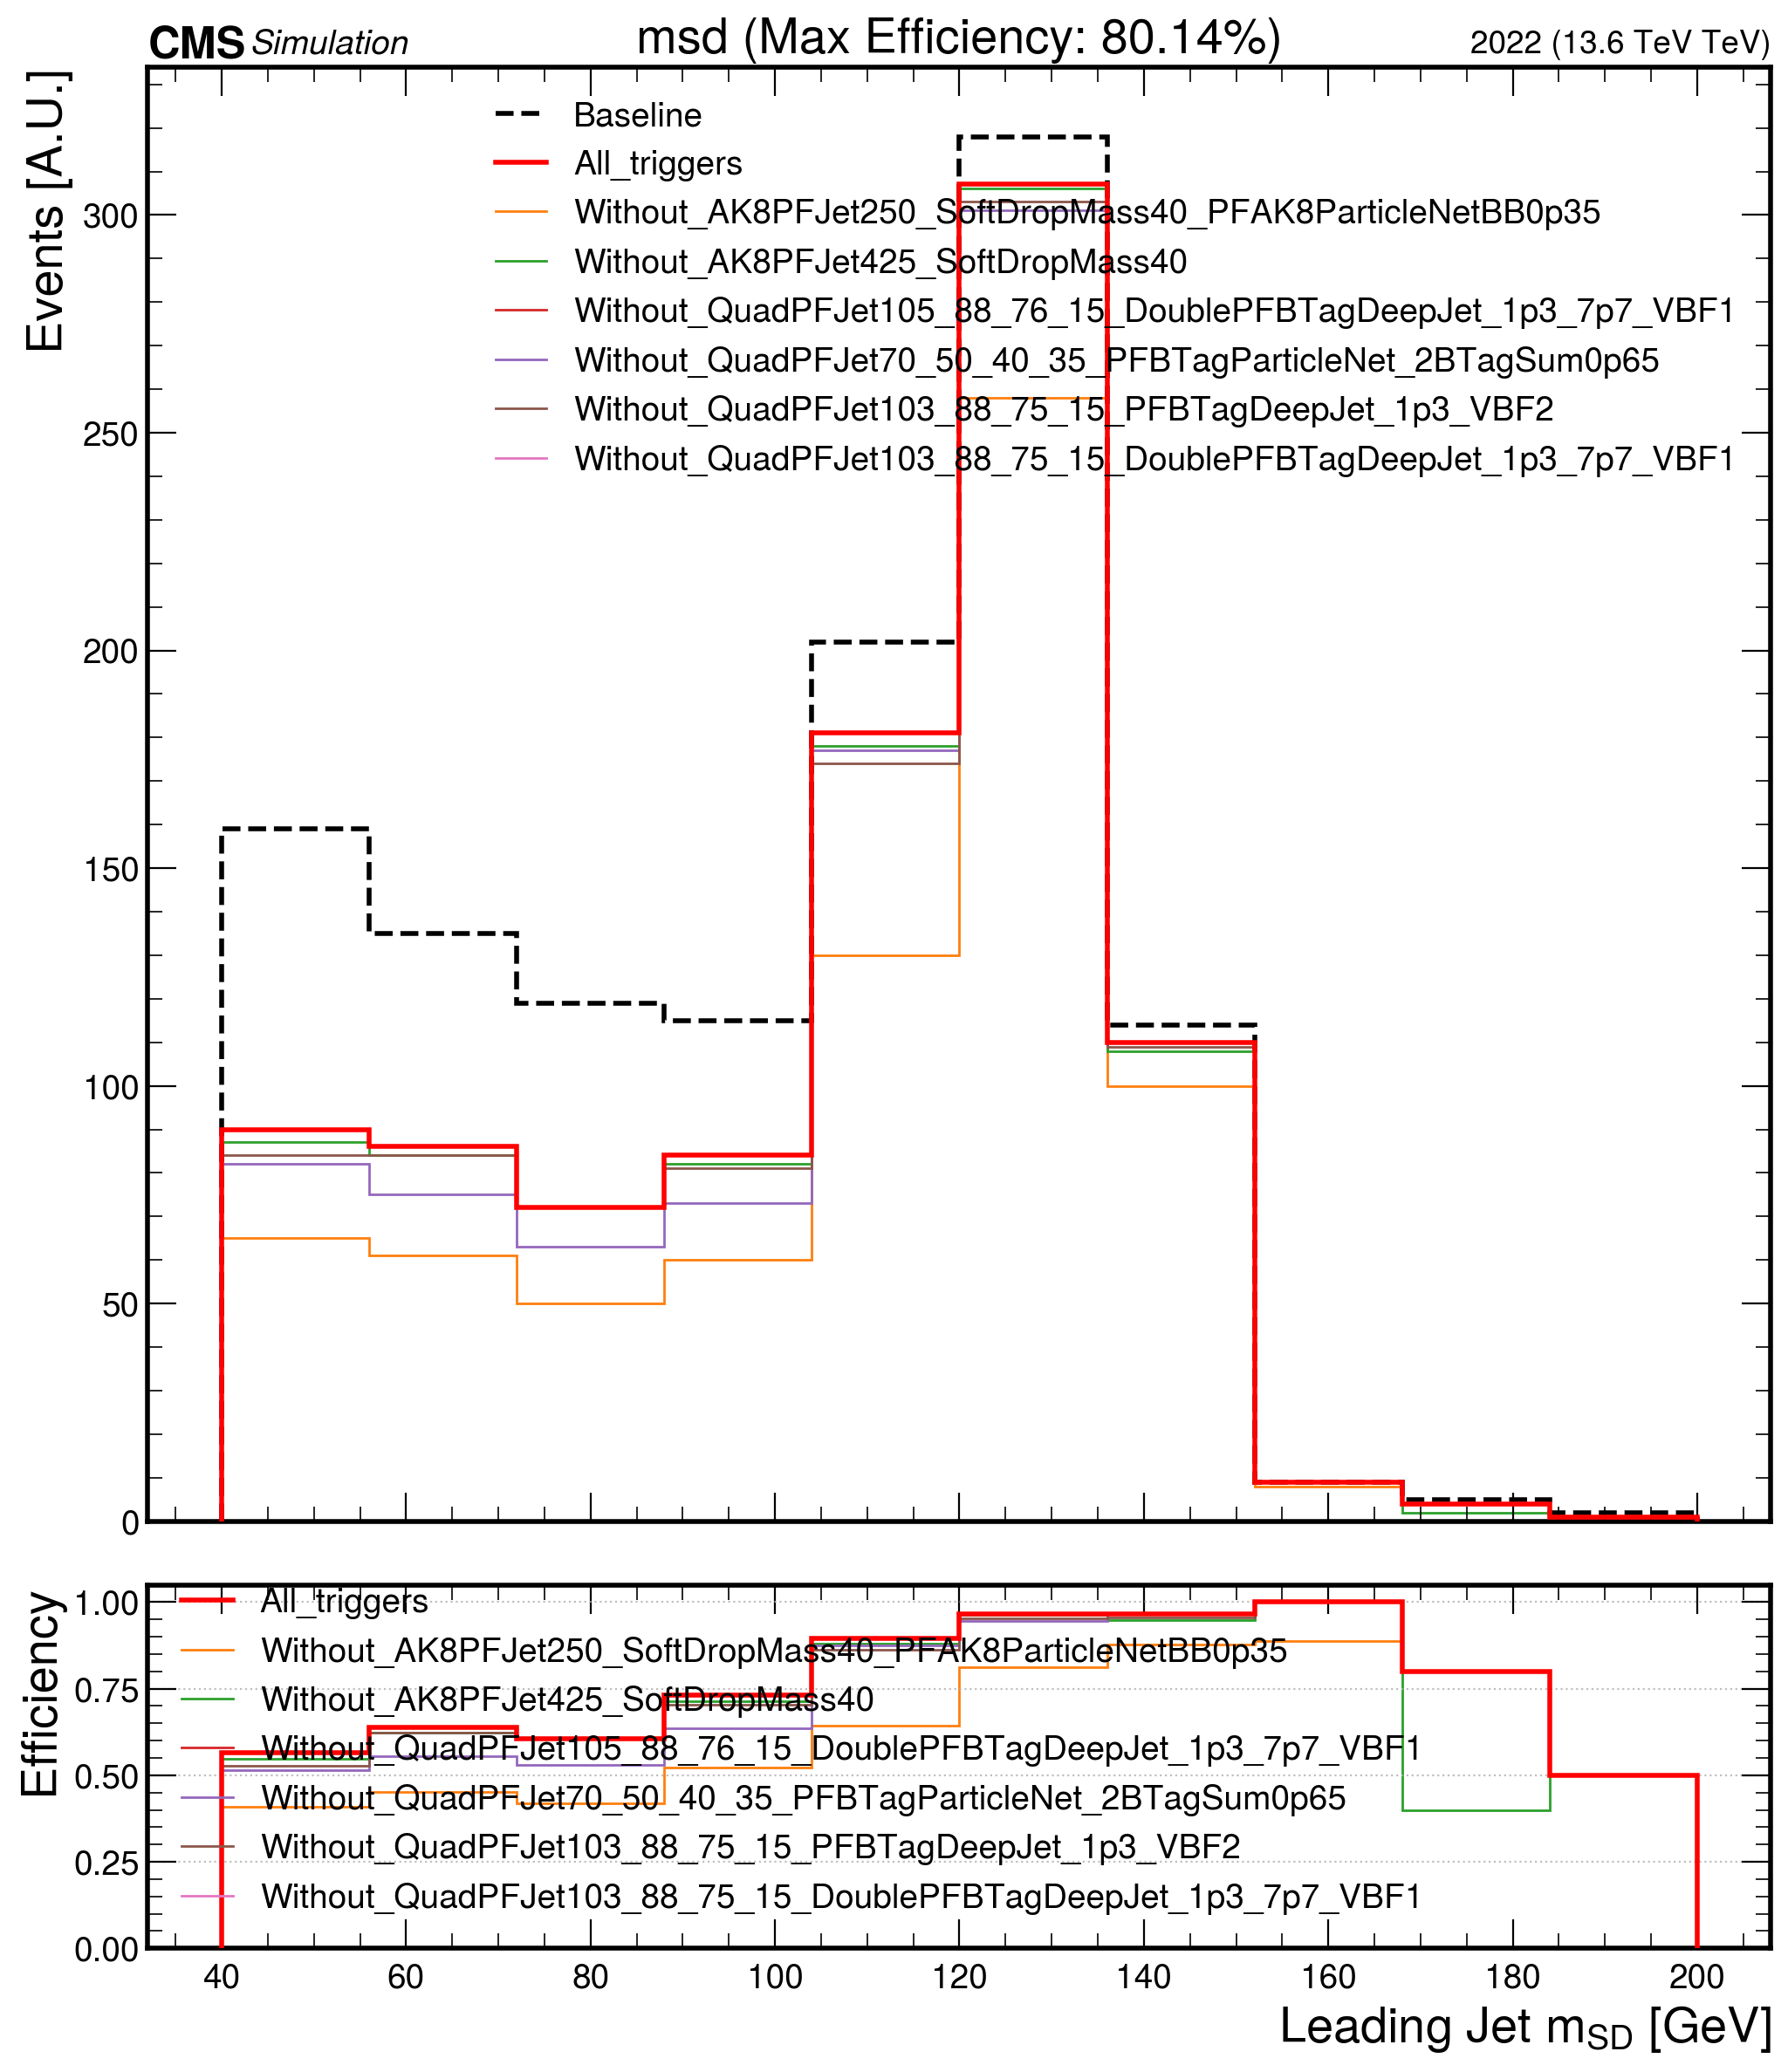 CMS Simulation msd (Max Efficiency: 80.14%) 2022 (13.6 TeV TeV)
Events [A.U.]
Baseline
All_triggers
Without_AK8PFJet250_SoftDropMass40_PFAK8ParticleNetBB0p35
Without_AK8PFJet425_SoftDropMass40
Without_QuadPFJet105_88_76_15_DoublePFBTagDeepJet_1p3_7p7_VBF1
Without_QuadPFJet70_50_40_35_PFBTagParticleNet_2BTagSum0p65
Without_QuadPFJet103_88_75_15_PFBTagDeepJet_1p3_VBF2
Without_QuadPFJet103_88_75_15_DoublePFBTagDeepJet_1p3_7p7_VBF1
300
250
200
150
100
50
0
Efficiency
1.00
0.75
0.50
0.25
0.00
All_triggers
Without_AK8PFJet250_SoftDropMass40_PFAK8ParticleNetBB0p35
Without_AK8PFJet425_SoftDropMass40
Without_QuadPFJet105_88_76_15_DoublePFBTagDeepJet_1p3_7p7_VBF1
Without_QuadPFJet70_50_40_35_PFBTagParticleNet_2BTagSum0p65
Without_QuadPFJet103_88_75_15_PFBTagDeepJet_1p3_VBF2
Without_QuadPFJet103_88_75_15_DoublePFBTagDeepJet_1p3_7p7_VBF1
40 60 80 100 120 140 160 180 200
Leading Jet mSD [GeV]